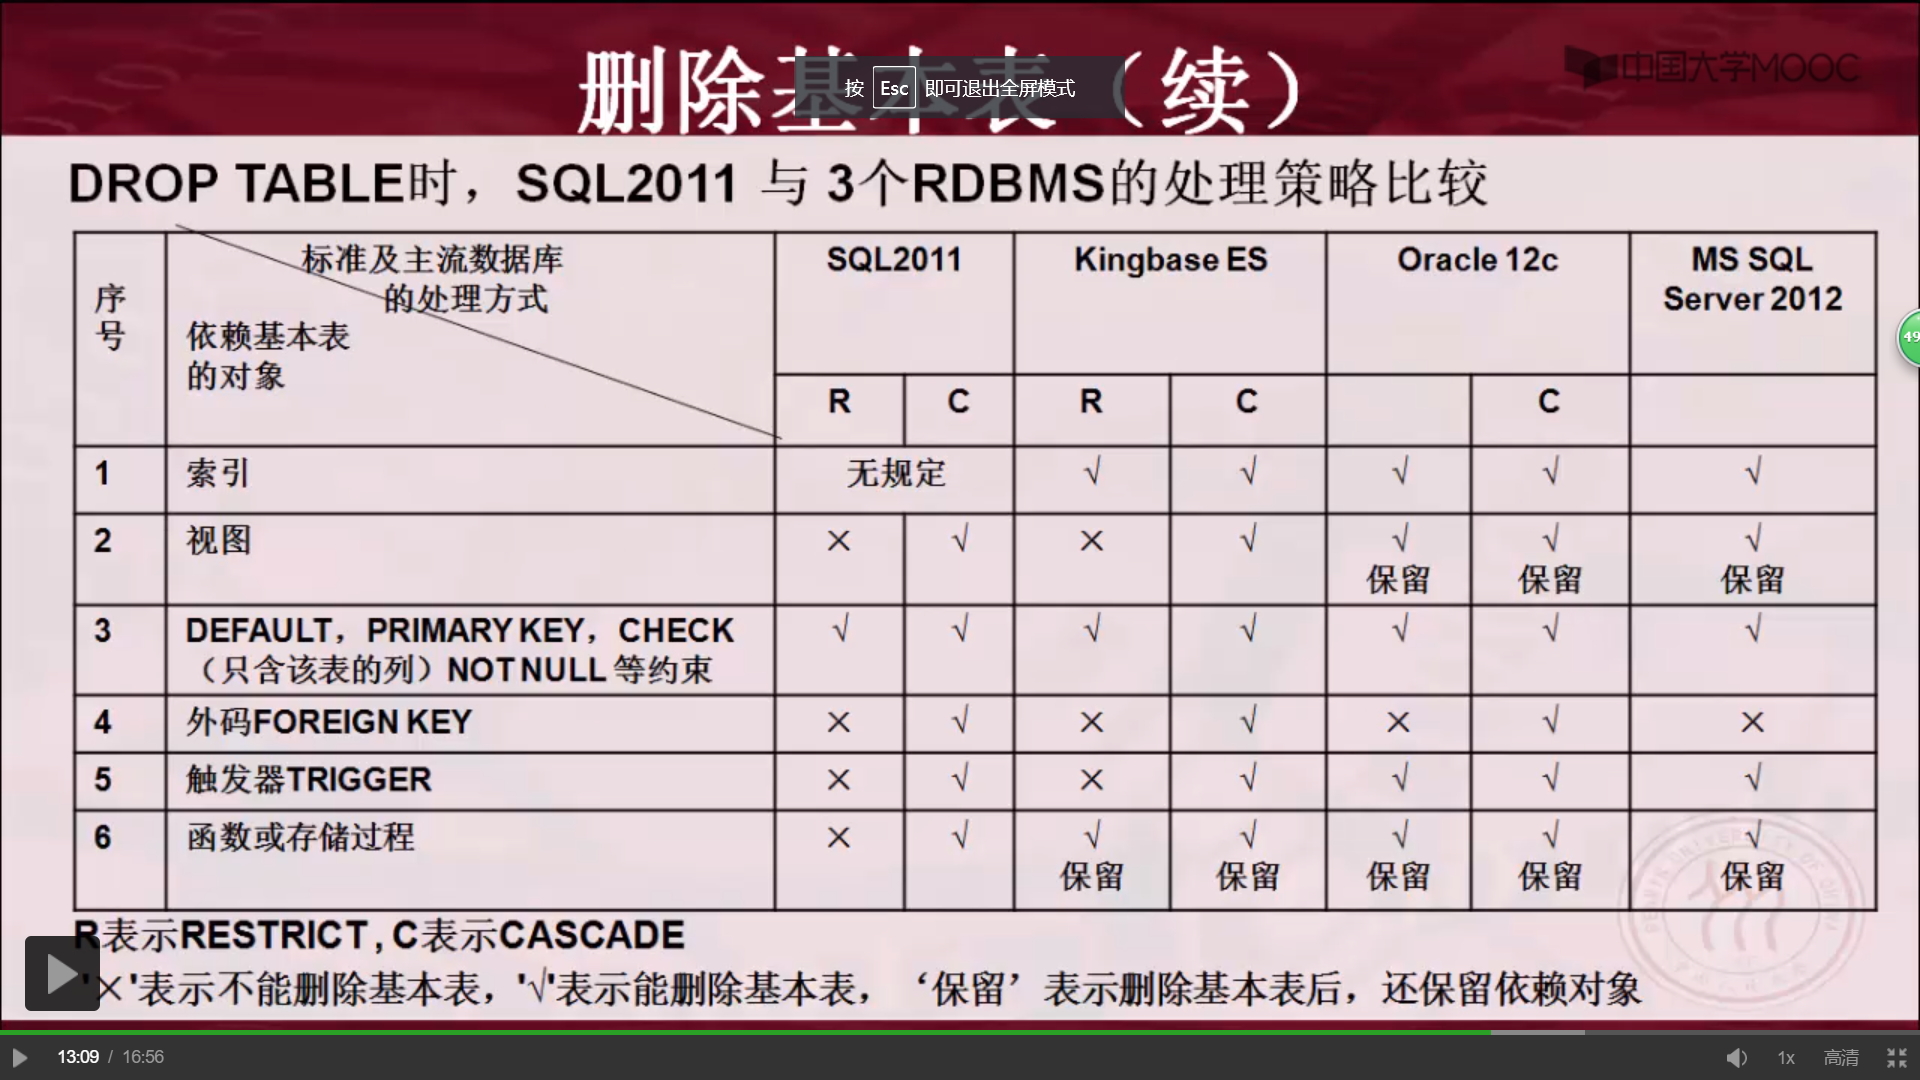 删除基本表（续）
按 Esc 即可退出全屏模式
中国大学MOOC
DROP TABLE时，SQL2011 与 3个RDBMS的处理策略比较
序号
标准及主流数据库
的处理方式
依赖基本表
的对象
SQL2011
Kingbase ES
Oracle 12c
MS SQL
Server 2012
R C R C C
1 索引 无规定 √ √ √ √ √
2 视图 × √ × √ √ √ √
保留 保留 保留
3 DEFAULT，PRIMARY KEY，CHECK √ √ √ √ √ √ √
（只含该表的列）NOT NULL 等约束
4 外码FOREIGN KEY × √ × √ × √ ×
5 触发器TRIGGER × √ × √ √ √ √
6 函数或存储过程 × √ √ √ √ √ √
保留 保留 保留 保留 保留
R表示RESTRICT , C表示CASCADE
'×'表示不能删除基本表，'√'表示能删除基本表，‘保留’表示删除基本表后，还保留依赖对象
49
13:09 / 16:56
1x 高清